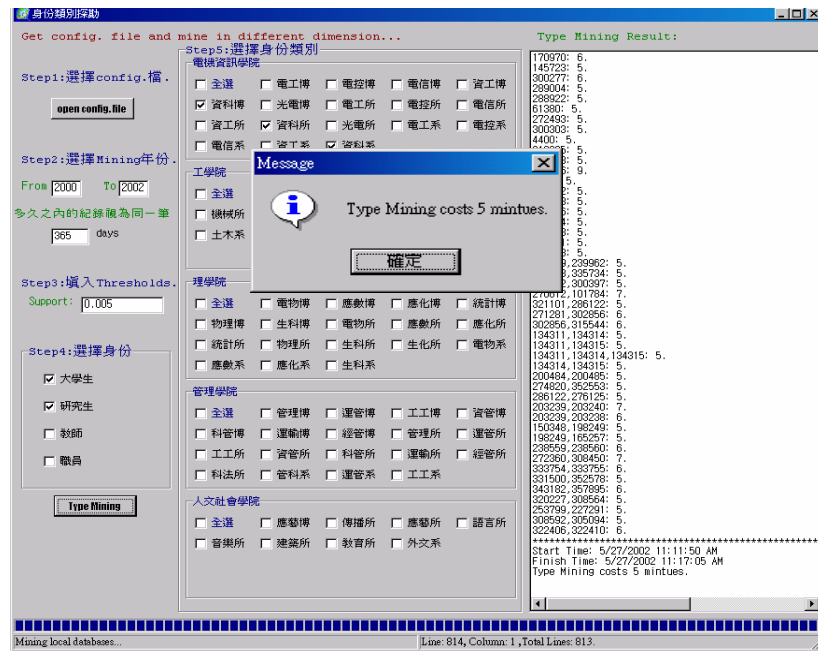 身份類別探勘
Get config. file and mine in different dimension...
Type Mining Result:
Step1:選擇config.檔.
open config.file
Step2:選擇Mining年份.
From 2000 To 2002
多久之內的紀錄視為同一筆
365 days
Step3:填入Thresholds.
Support: 0.005
Step4:選擇身份
大學生
研究生
教師
職員
Type Mining
Step5:選擇身份類別
電機資訊學院
全選 電工博 電控博 電信博 資工博
資科博 光電博 電工所 電控所 電信所
資工所 資科所 光電所 電工系 電控系
電信系 資工系 資科系
工學院
全選
機械所
土木系
Message
Type Mining costs 5 mintues.
確定
理學院
全選 電物博 應數博 應化博 統計博
物理博 生科博 電物所 應數所 應化所
統計所 物理所 生科所 生化所 電物系
應數系 應化系 生科系
管理學院
全選 管理博 運管博 工工博 資管博
科管博 運輸博 經管博 管理所 運管所
工工所 資管所 科管所 運輸所 經管所
科法所 管科系 運管系 工工系
人文社會學院
全選 應藝博 傳播所 應藝所 語言所
音樂所 建築所 教育所 外文系
170970: 6.
145723: 5.
300277: 6.
289004: 5.
288922: 5.
61380: 5.
272493: 5.
300303: 5.
4400: 5.
5.
5.
9.
5.
5.
5.
5.
5.
5.
5.
5.
,239962: 5.
,335734: 5.
,300397: 5.
270612,101784: 7.
321101,286122: 5.
271281,302856: 6.
302856,315544: 6.
134311,134314: 5.
134311,134315: 5.
134311,134314,134315: 5.
134314,134315: 5.
200484,200485: 5.
274820,352553: 5.
286122,276125: 5.
203239,203240: 7.
203239,203238: 6.
150348,198249: 5.
198249,165257: 5.
238559,238560: 6.
272360,308450: 7.
333754,333755: 6.
331500,352578: 5.
343182,357895: 6.
320227,308564: 5.
253799,227291: 5.
308592,305094: 5.
322406,322410: 6.
Start Time: 5/27/2002 11:11:50 AM
Finish Time: 5/27/2002 11:17:05 AM
Type Mining costs 5 mintues.
Mining local databases...
Line: 814, Column: 1 ,Total Lines: 813.